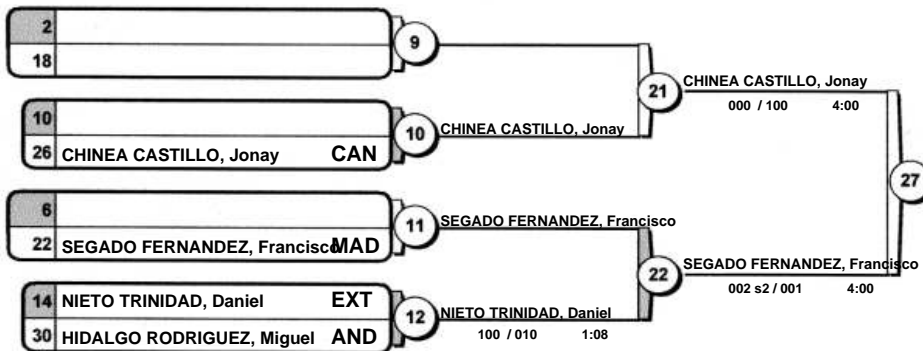 2
18
9
10
26 CHINEA CASTILLO, Jonay CAN
10
CHINEA CASTILLO, Jonay
21
CHINEA CASTILLO, Jonay
000 / 100 4:00
6
22 SEGADO FERNANDEZ, Francisco MAD
11
SEGADO FERNANDEZ, Francisco
14 NIETO TRINIDAD, Daniel EXT
30 HIDALGO RODRIGUEZ, Miguel AND
12
NIETO TRINIDAD, Daniel
100 / 010 1:08
22
SEGADO FERNANDEZ, Francisco
002 s2 / 001 4:00
27